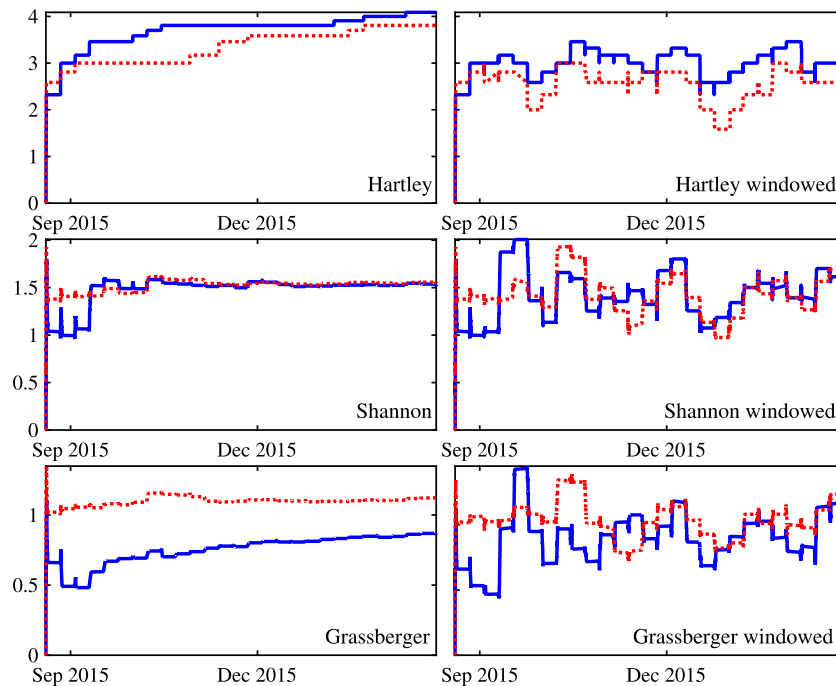 4
3
2
1
0
Hartley
Hartley windowed
Sep 2015
Dec 2015
Sep 2015
Dec 2015
2
1.5
1
0.5
0
Shannon
Shannon windowed
Sep 2015
Dec 2015
Sep 2015
Dec 2015
1
0.5
0
Grassberger
Grassberger windowed
Sep 2015
Dec 2015
Sep 2015
Dec 2015